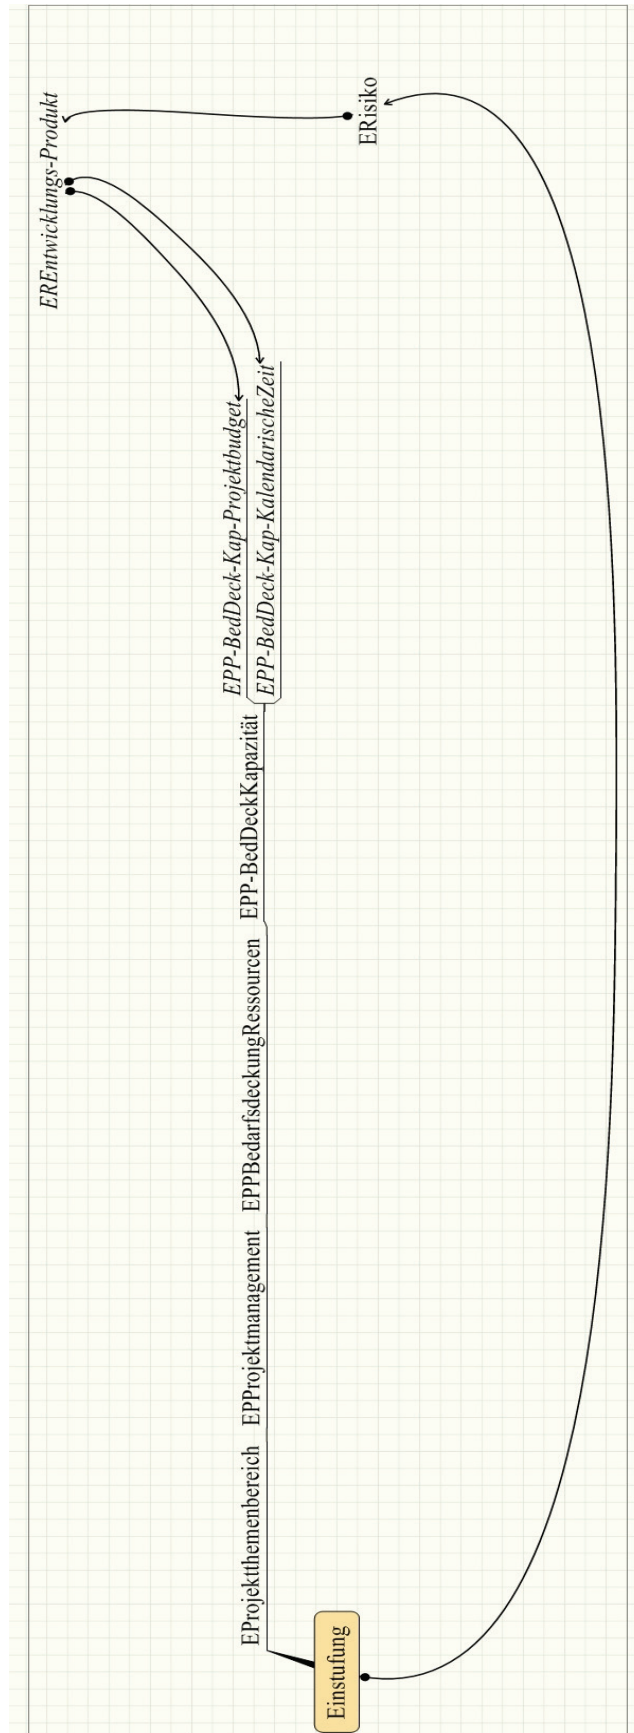 EREntwicklungs-Produkt
ERisiko
EPP-BedDeck-Kap-Projektbudget
EPP-BedDeck-Kap-KalendarischeZeit
EPP-BedDeckKapazität
EPPBedarfsdeckungRessourcen
EPProjektmanagement
EProjektthemenbereich
Einstufung